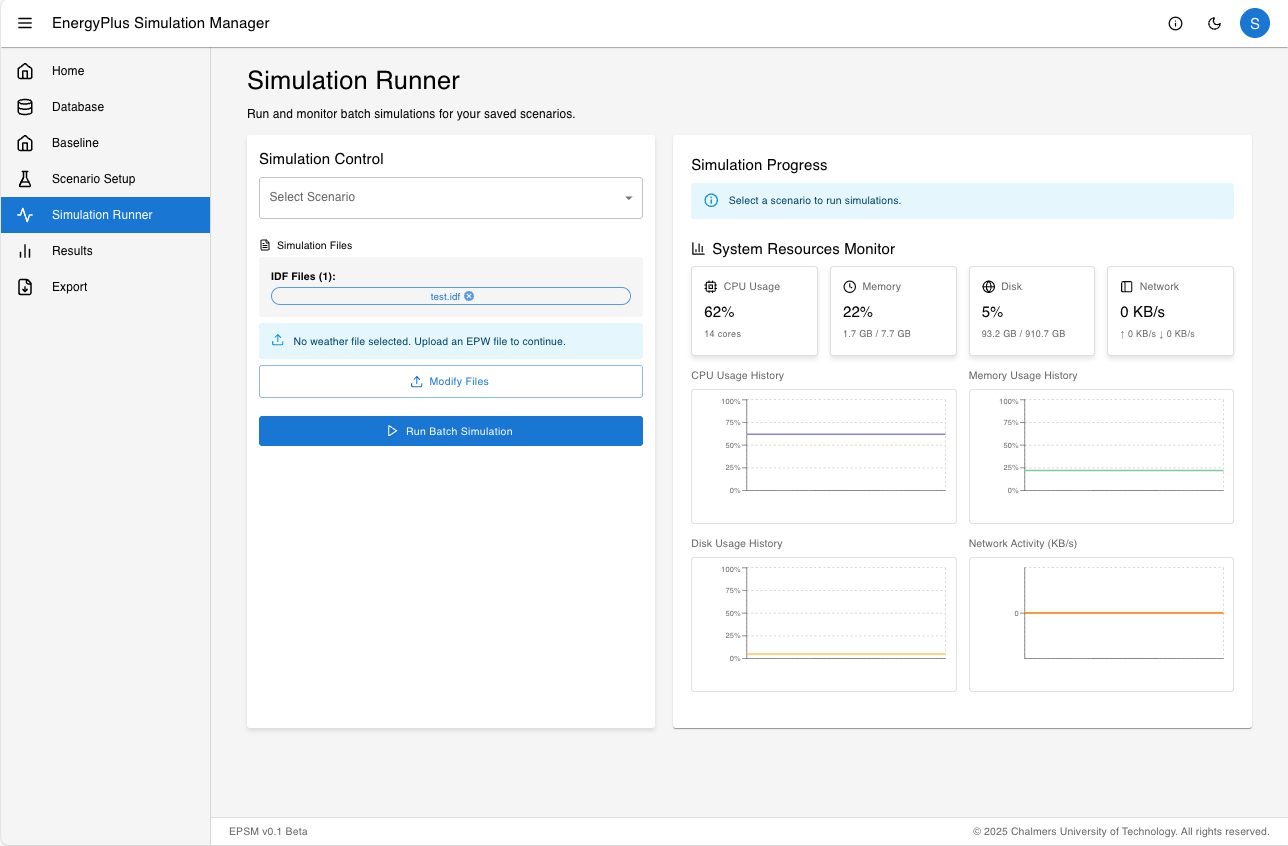 EnergyPlus Simulation Manager
S
Home
Database
Baseline
Scenario Setup
Simulation Runner
Results
Export
Simulation Runner
Run and monitor batch simulations for your saved scenarios.
Simulation Control
Select Scenario
Simulation Files
IDF Files (1):
test.idf
No weather file selected. Upload an EPW file to continue.
Modify Files
Run Batch Simulation
Simulation Progress
Select a scenario to run simulations.
System Resources Monitor
CPU Usage
62%
14 cores
Memory
22%
1.7 GB / 7.7 GB
Disk
5%
93.2 GB / 910.7 GB
Network
0 KB/s
↑ 0 KB/s ↓ 0 KB/s
CPU Usage History
100%
75%
50%
25%
0%
Memory Usage History
100%
75%
50%
25%
0%
Disk Usage History
100%
75%
50%
25%
0%
Network Activity (KB/s)
0
EPSM v0.1 Beta
© 2025 Chalmers University of Technology. All rights reserved.